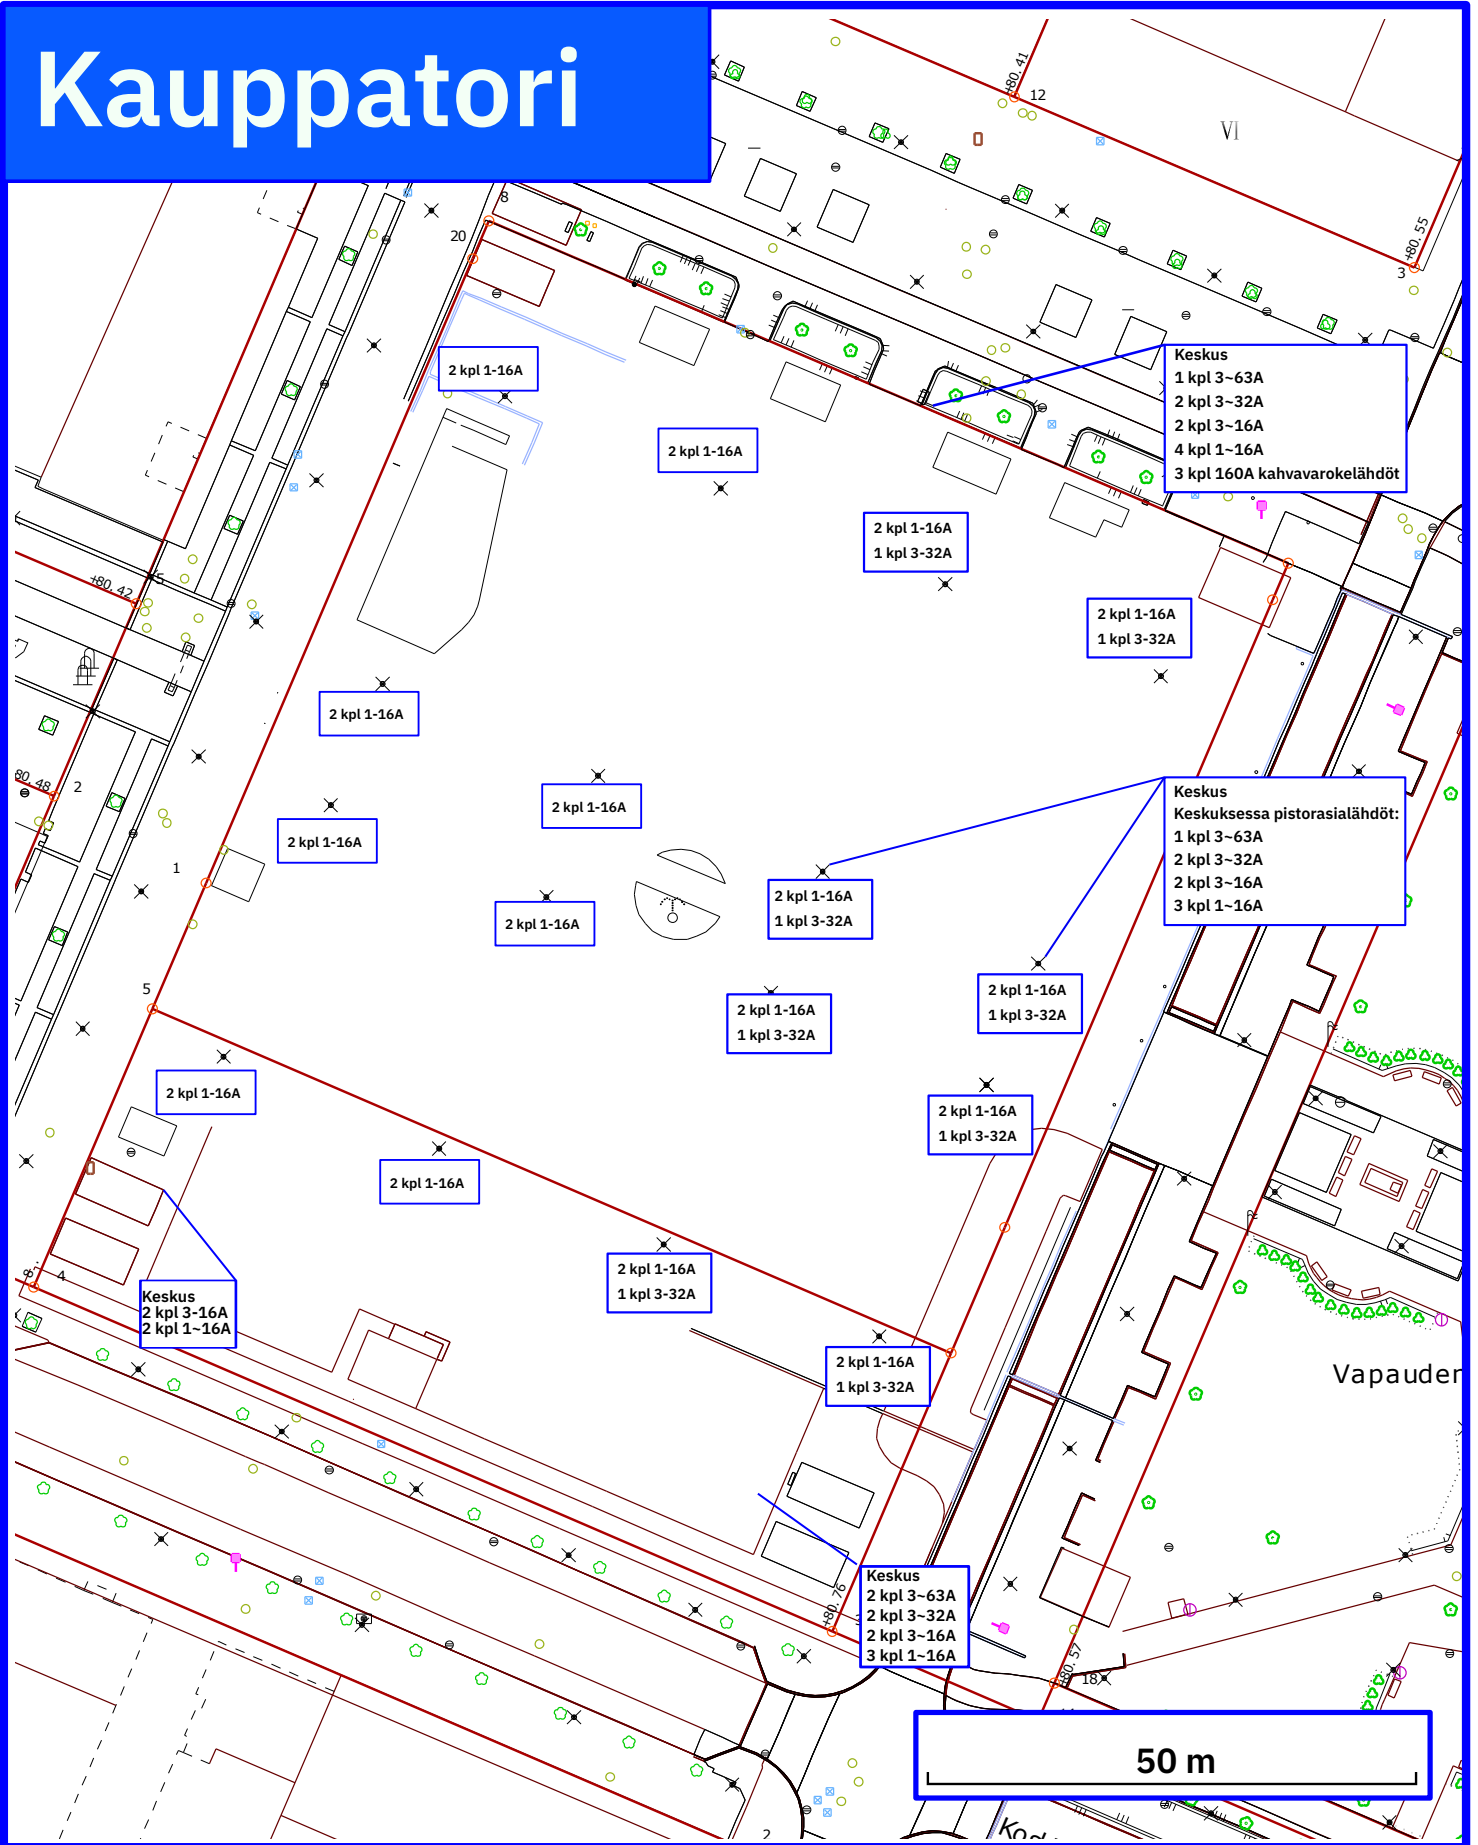 Kauppatori
+80.41
12
VI
8
20
+80.55
3
2 kpl 1-16A
Keskus
1 kpl 3~63A
2 kpl 3~32A
2 kpl 3~16A
4 kpl 1~16A
3 kpl 160A kahvavarokelähdöt
2 kpl 1-16A
2 kpl 1-16A
1 kpl 3-32A
+80.42
15
2 kpl 1-16A
1 kpl 3-32A
2 kpl 1-16A
80.48
2
2 kpl 1-16A
2 kpl 1-16A
Keskus
Keskuksessa pistorasialähdöt:
1 kpl 3~63A
2 kpl 3~32A
2 kpl 3~16A
3 kpl 1~16A
1
2 kpl 1-16A
2 kpl 1-16A
1 kpl 3-32A
5
2 kpl 1-16A
1 kpl 3-32A
2 kpl 1-16A
1 kpl 3-32A
2 kpl 1-16A
2 kpl 1-16A
1 kpl 3-32A
2 kpl 1-16A
4
2 kpl 1-16A
1 kpl 3-32A
Keskus
2 kpl 3-16A
2 kpl 1~16A
2 kpl 1-16A
1 kpl 3-32A
Vapauden
Keskus
2 kpl 3~63A
2 kpl 3~32A
2 kpl 3~16A
3 kpl 1~16A
+80.76
+80.57
18
50 m
2